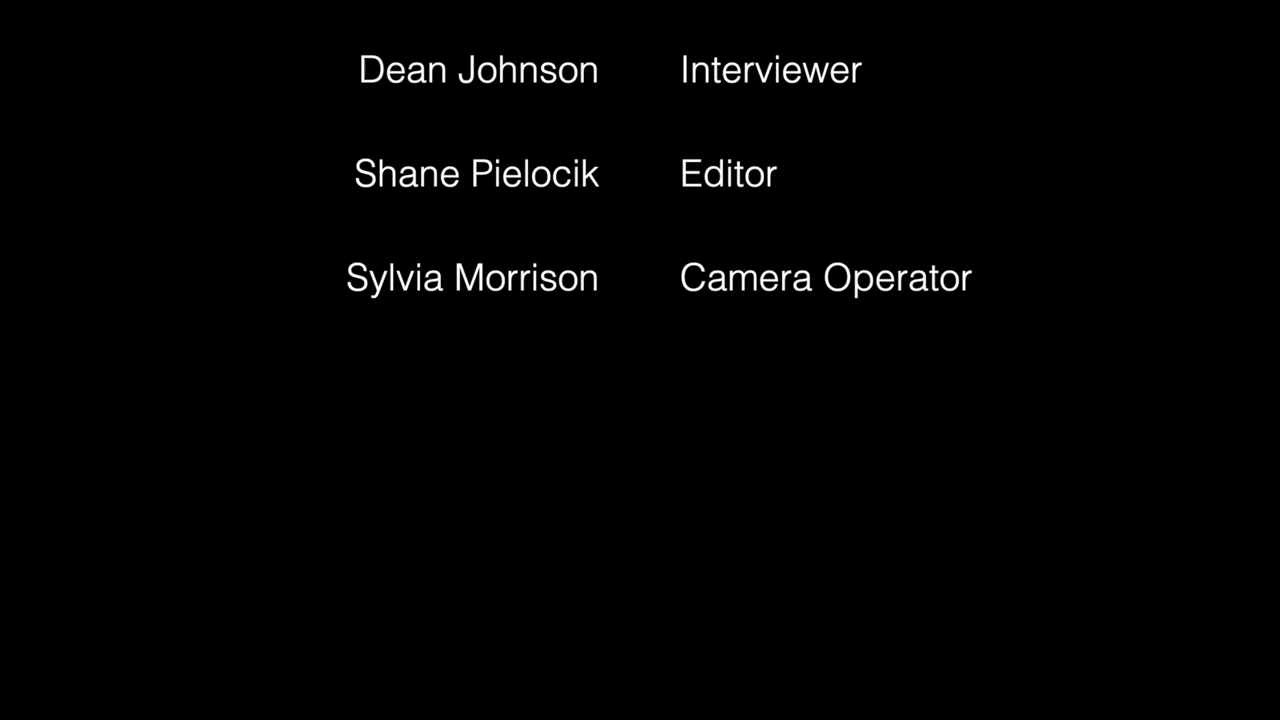 Dean Johnson Interviewer
Shane Pielocik Editor
Sylvia Morrison Camera Operator